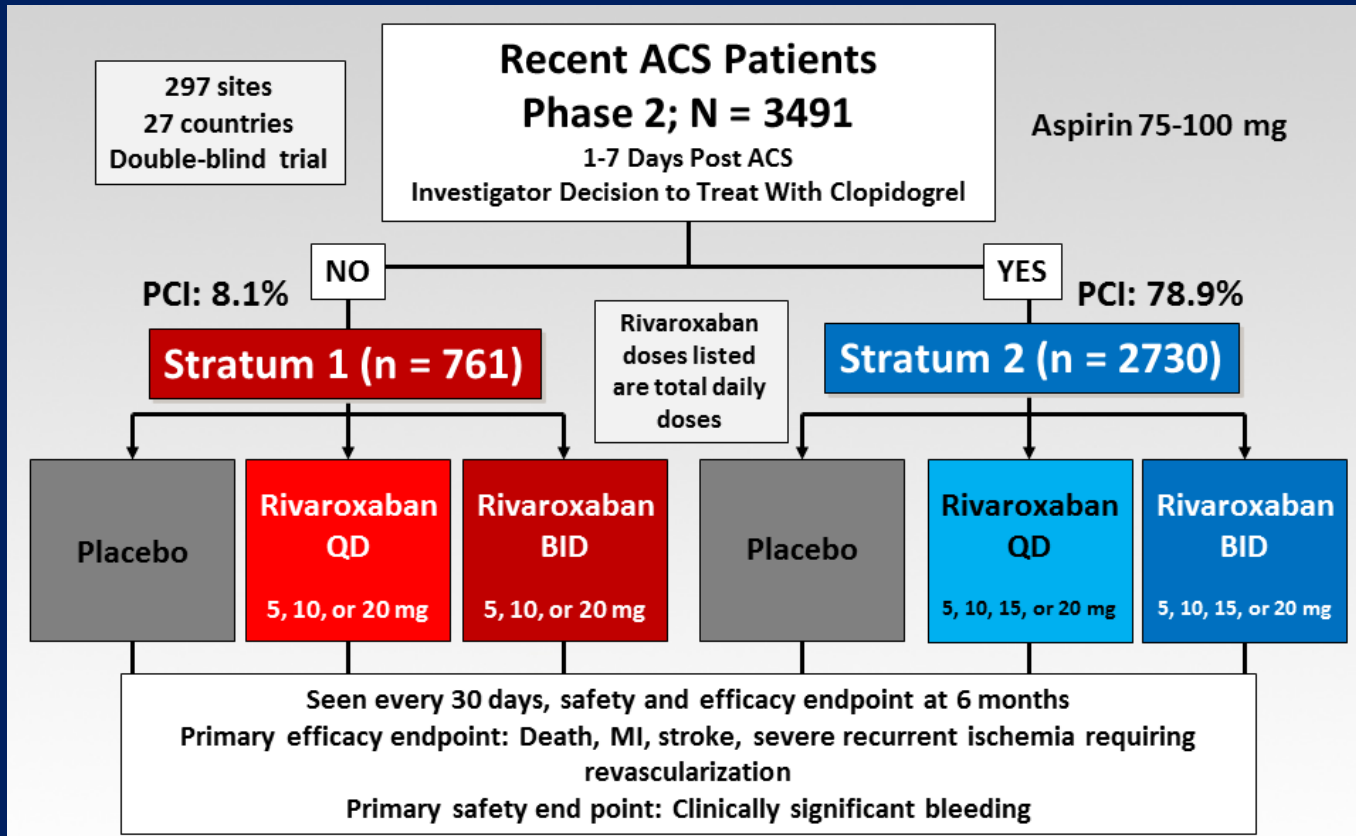 297 sites
27 countries
Double-blind trial
Recent ACS Patients
Phase 2; N = 3491
1-7 Days Post ACS
Investigator Decision to Treat With Clopidogrel
Aspirin 75-100 mg
NO
YES
PCI: 8.1%
PCI: 78.9%
Stratum 1 (n = 761)
Rivaroxaban
doses listed
are total daily
doses
Stratum 2 (n = 2730)
Placebo
Rivaroxaban
QD
5, 10, or 20 mg
Rivaroxaban
BID
5, 10, or 20 mg
Placebo
Rivaroxaban
QD
5, 10, 15, or 20 mg
Rivaroxaban
BID
5, 10, 15, or 20 mg
Seen every 30 days, safety and efficacy endpoint at 6 months
Primary efficacy endpoint: Death, MI, stroke, severe recurrent ischemia requiring
revascularization
Primary safety end point: Clinically significant bleeding